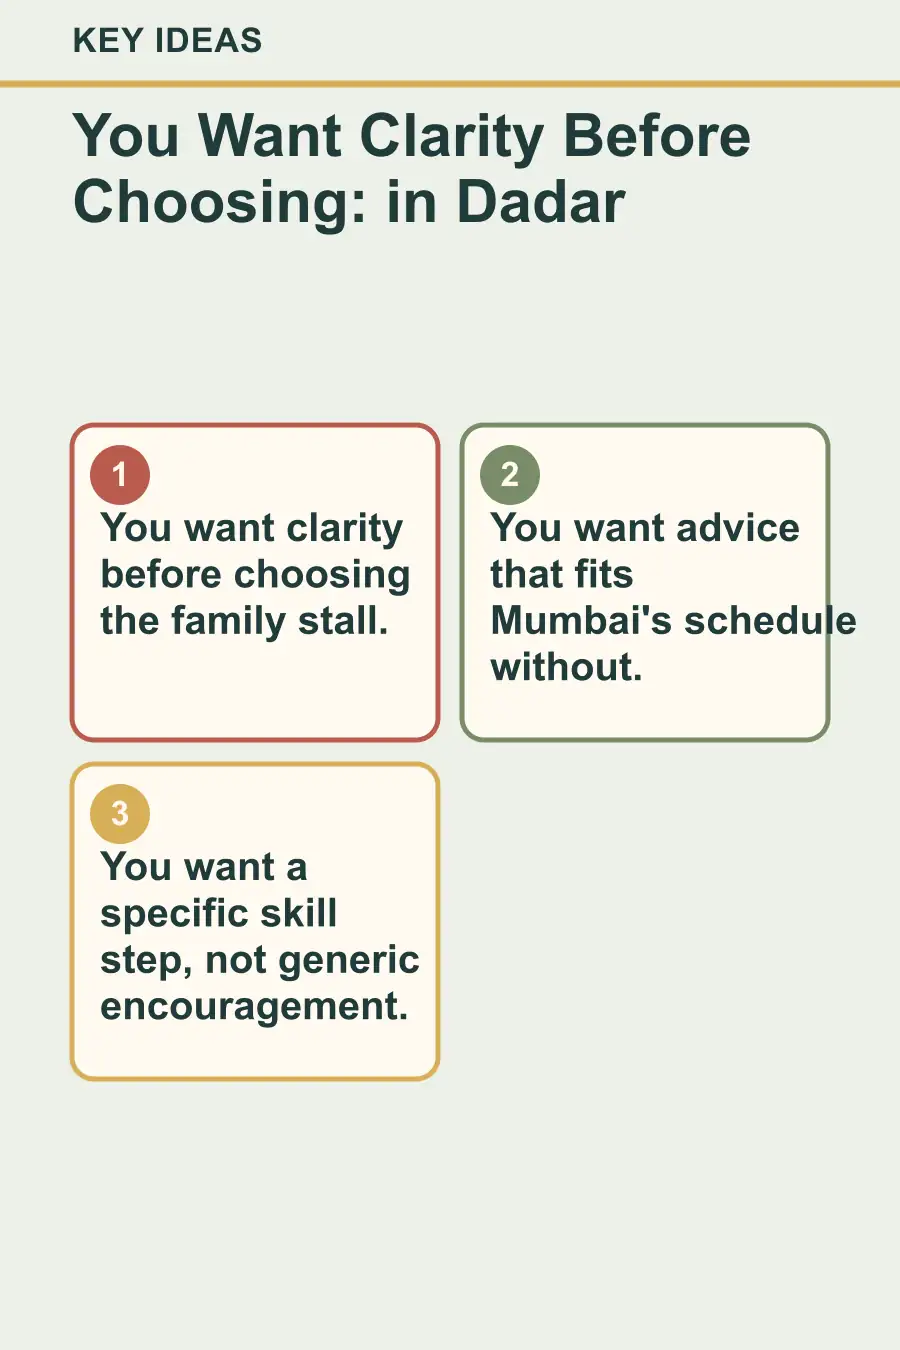 KEY IDEAS
You Want Clarity Before
Choosing: in Dadar
1
You want clarity
before choosing
the family stall.
2
You want advice
that fits
Mumbai's schedule
without.
3
You want a
specific skill
step, not generic
encouragement.